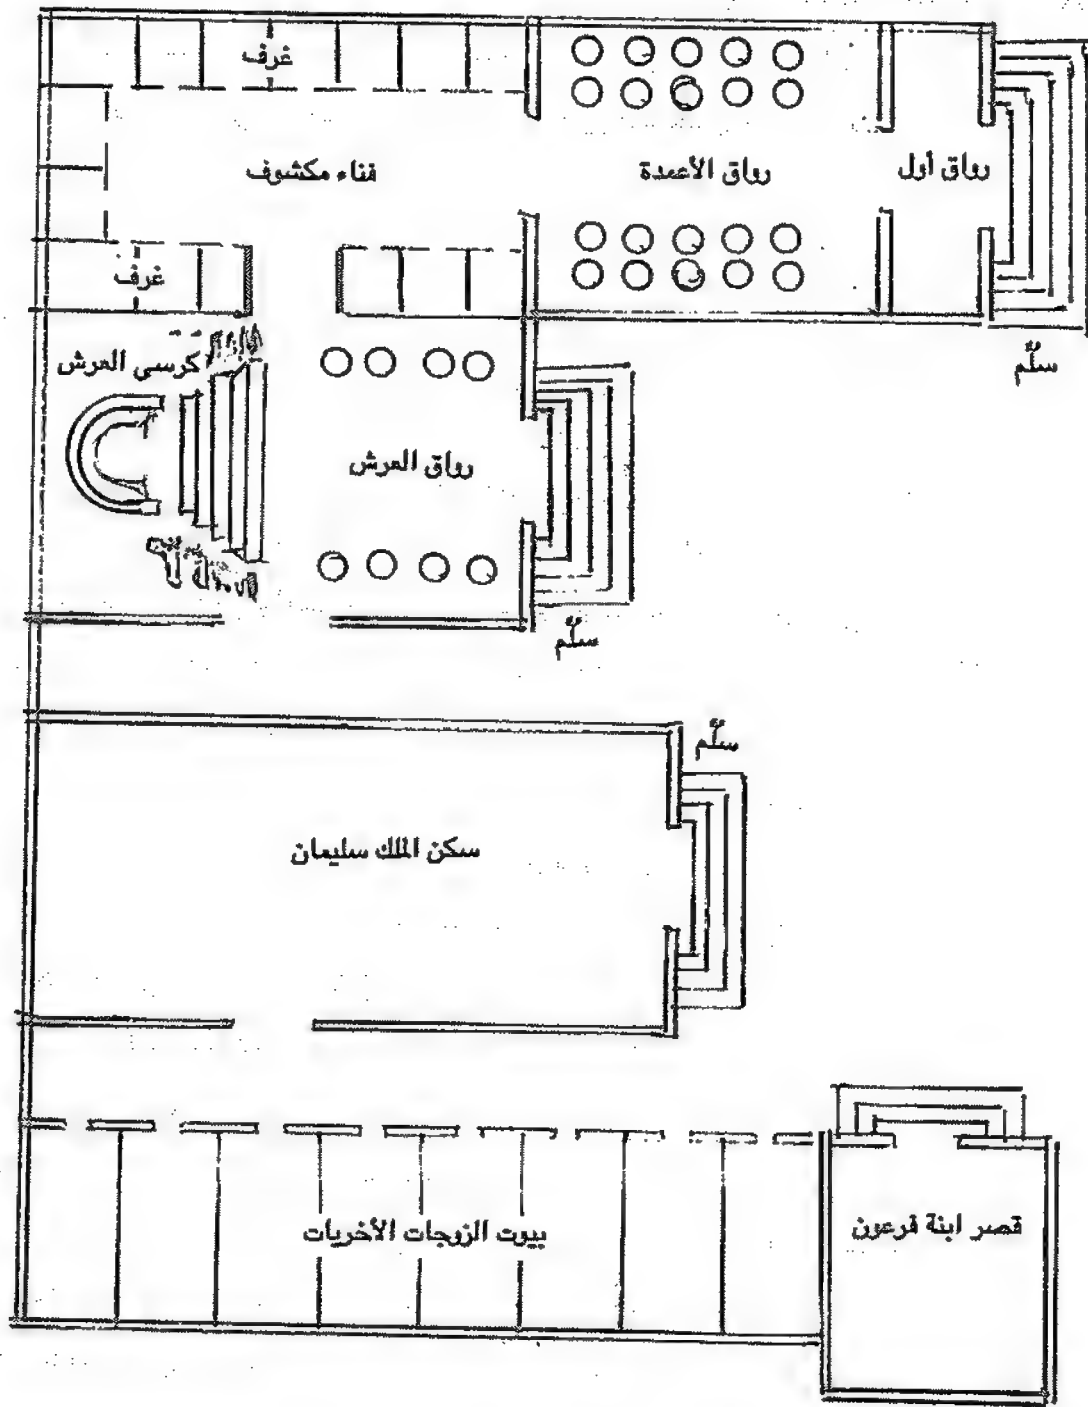 غرف
رواق أول
رواق الأعمدة
فناء مكشوف
غرف
سلّم
كرسي العرش
رواق العرش
سلّم
سلّم
سكن الملك سليمان
قصر ابنة فرعون
بيوت الزوجات الأخريات